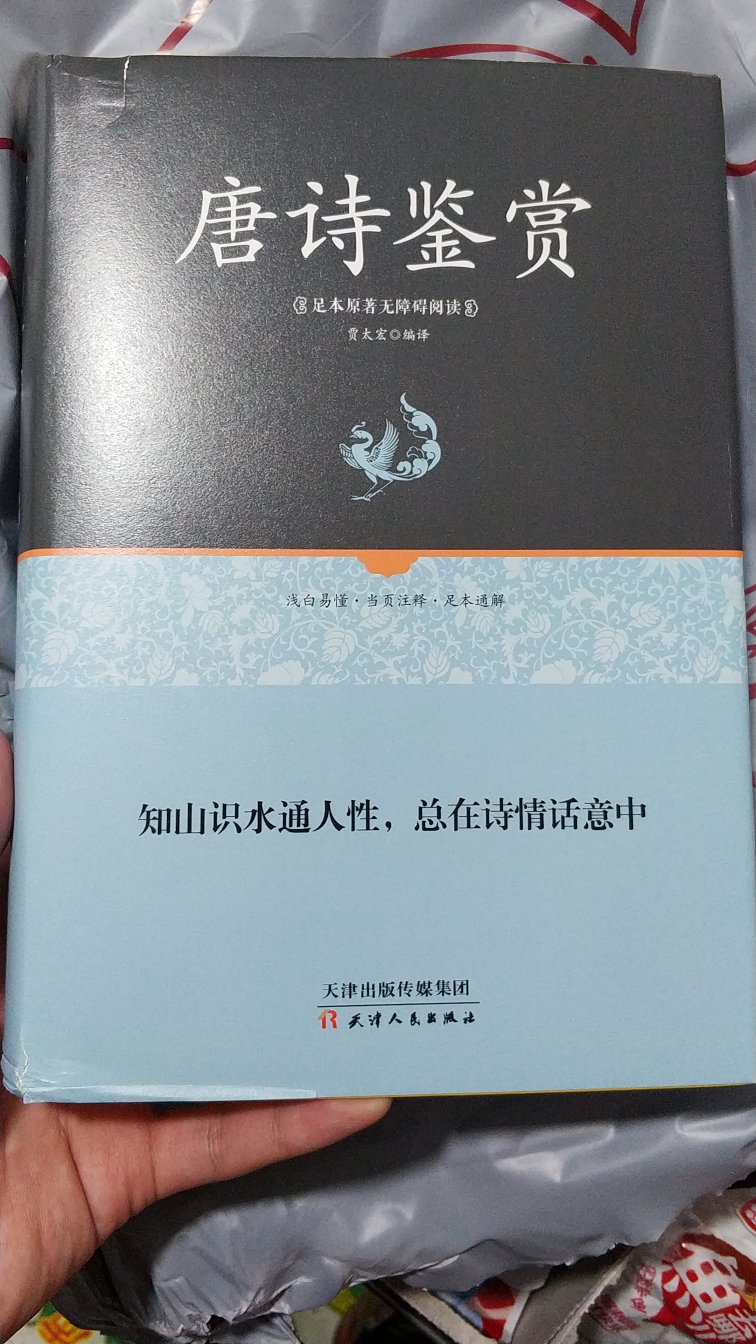 唐诗鉴赏
足本原著无障碍阅读
贾太宏◎编译
浅白易懂·当页注释·足本通解
知山识水通人性，总在诗情话意中
天津出版传媒集团
天津人民出版社